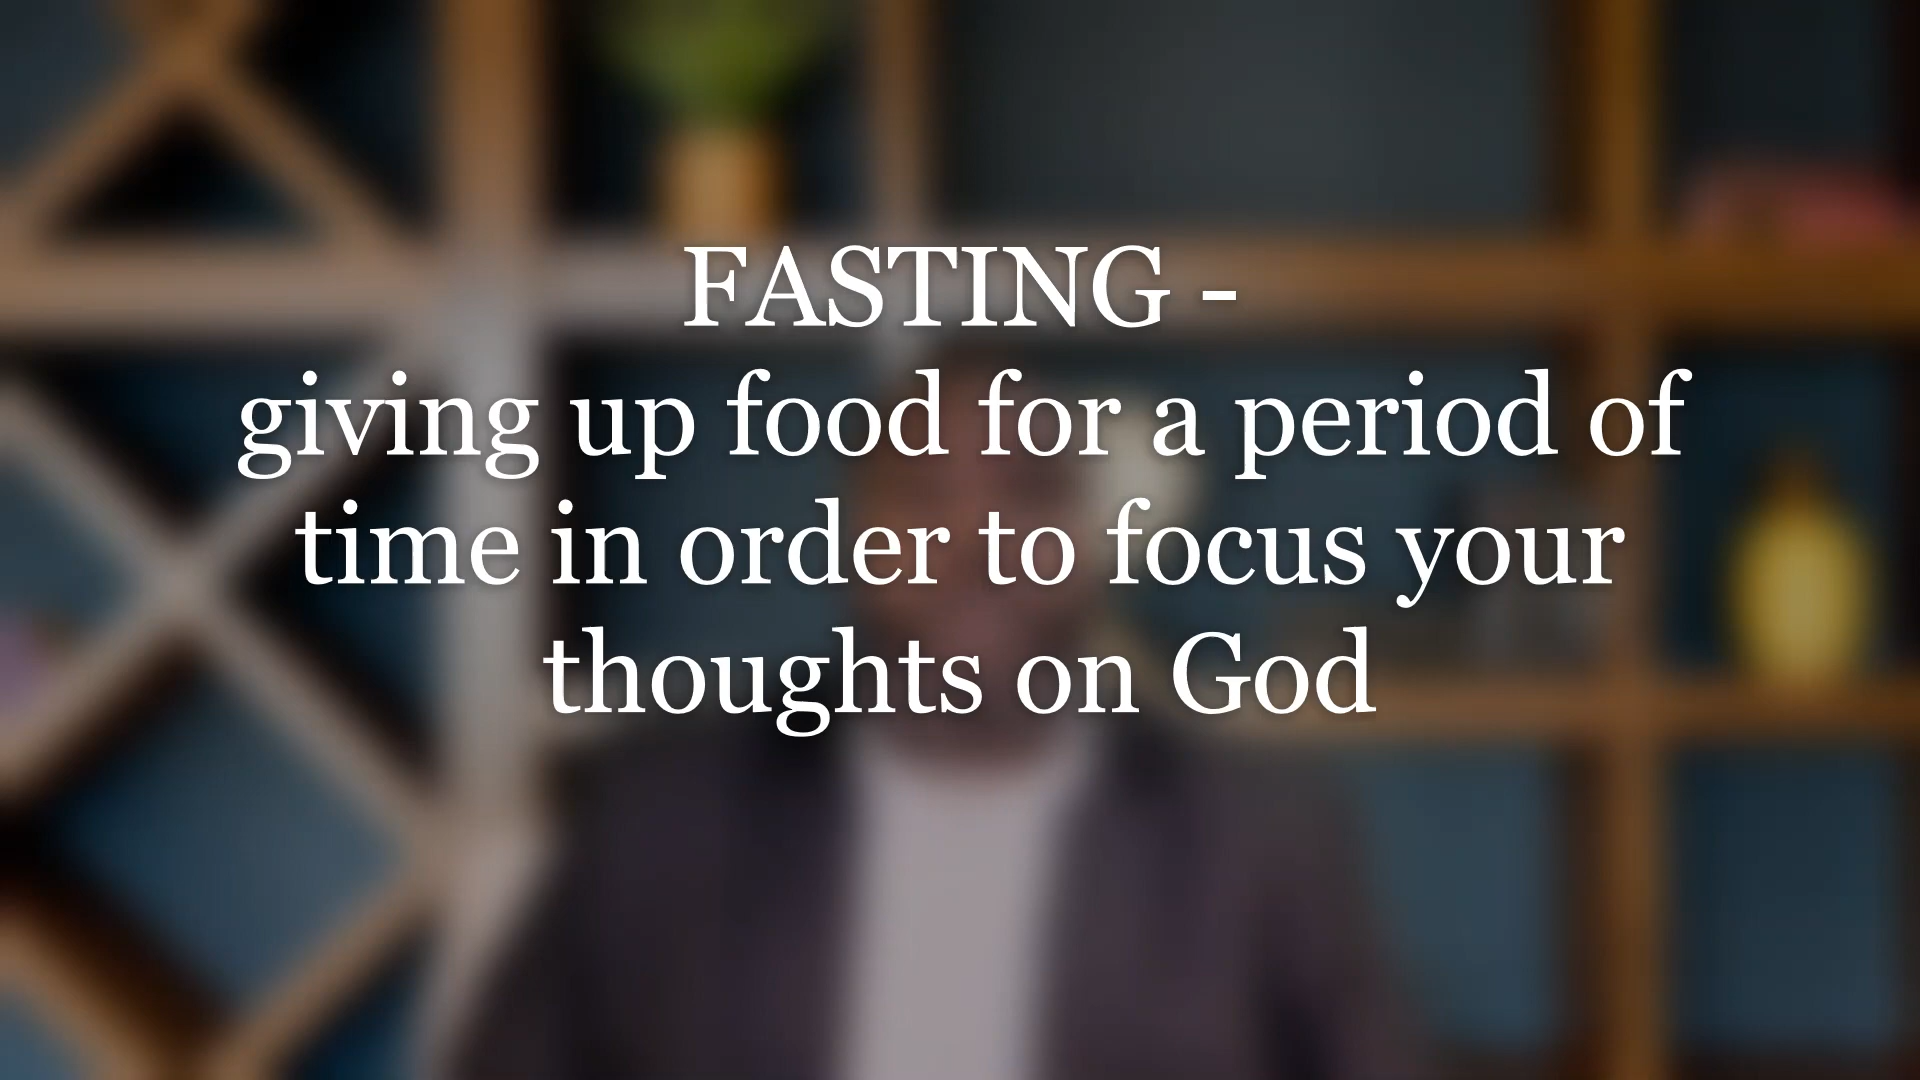 FASTING -
giving up food for a period of
time in order to focus your
thoughts on God